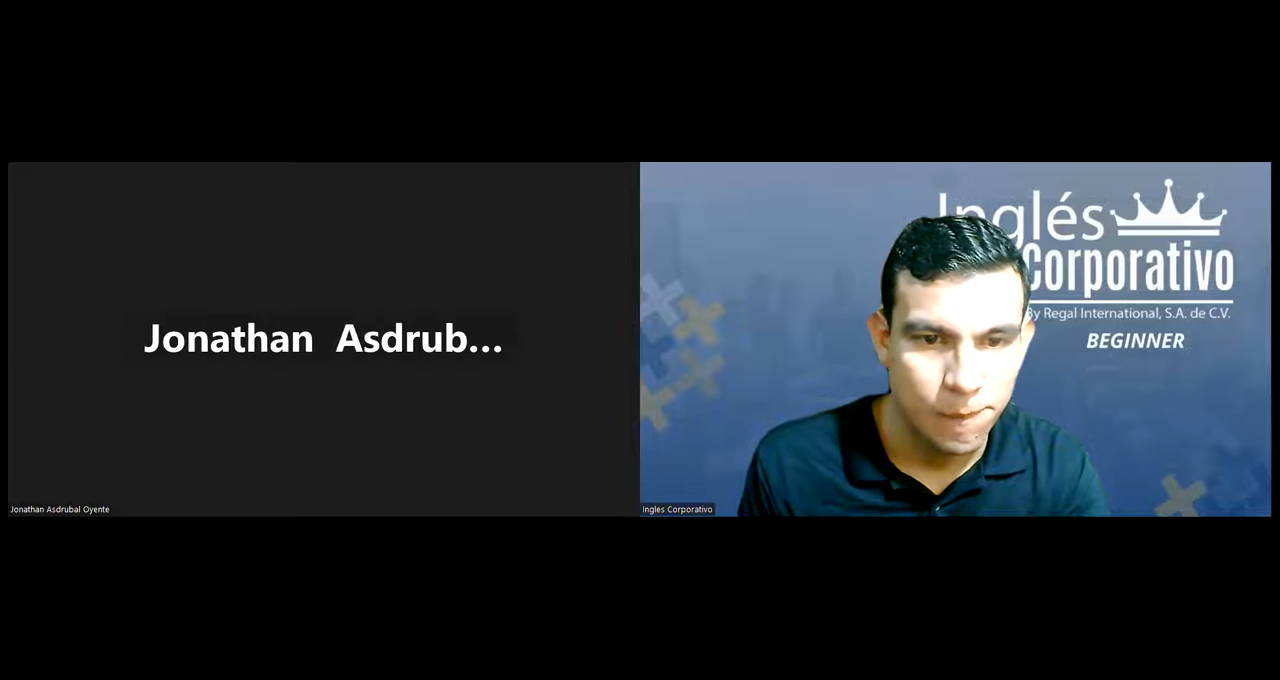 Jonathan Asdrub...
Jonathan Asdrubal Oyente
Inglés
Corporativo
By Regal International, S.A. de C.V.
BEGINNER
Ingles Corporativo